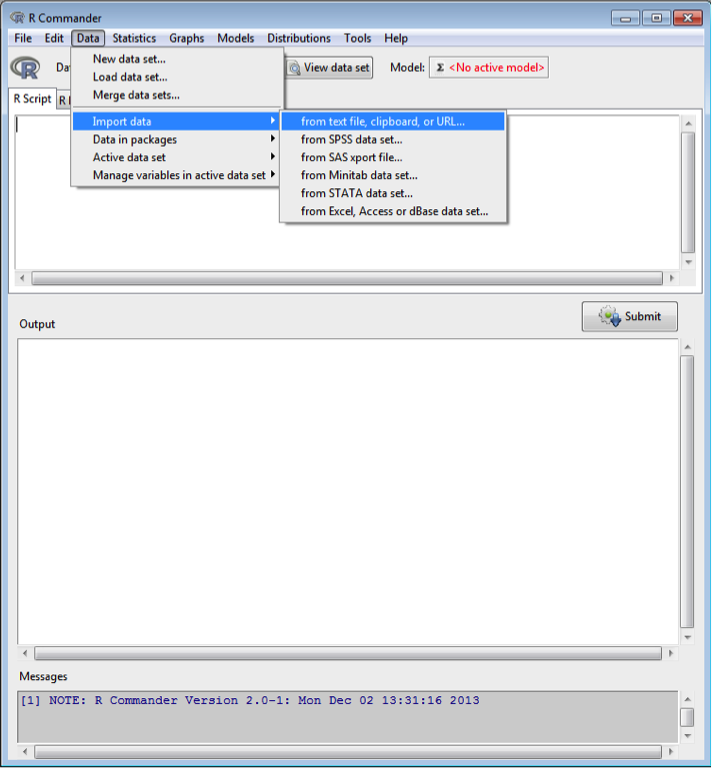 R Commander
File Edit Data Statistics Graphs Models Distributions Tools Help
R View data set Model: Σ <No active model>
New data set...
Load data set...
Merge data sets...
Import data
Data in packages
Active data set
Manage variables in active data set
from text file, clipboard, or URL...
from SPSS data set...
from SAS xport file...
from Minitab data set...
from STATA data set...
from Excel, Access or dBase data set...
R Script
Submit
Output
Messages
[1] NOTE: R Commander Version 2.0-1: Mon Dec 02 13:31:16 2013